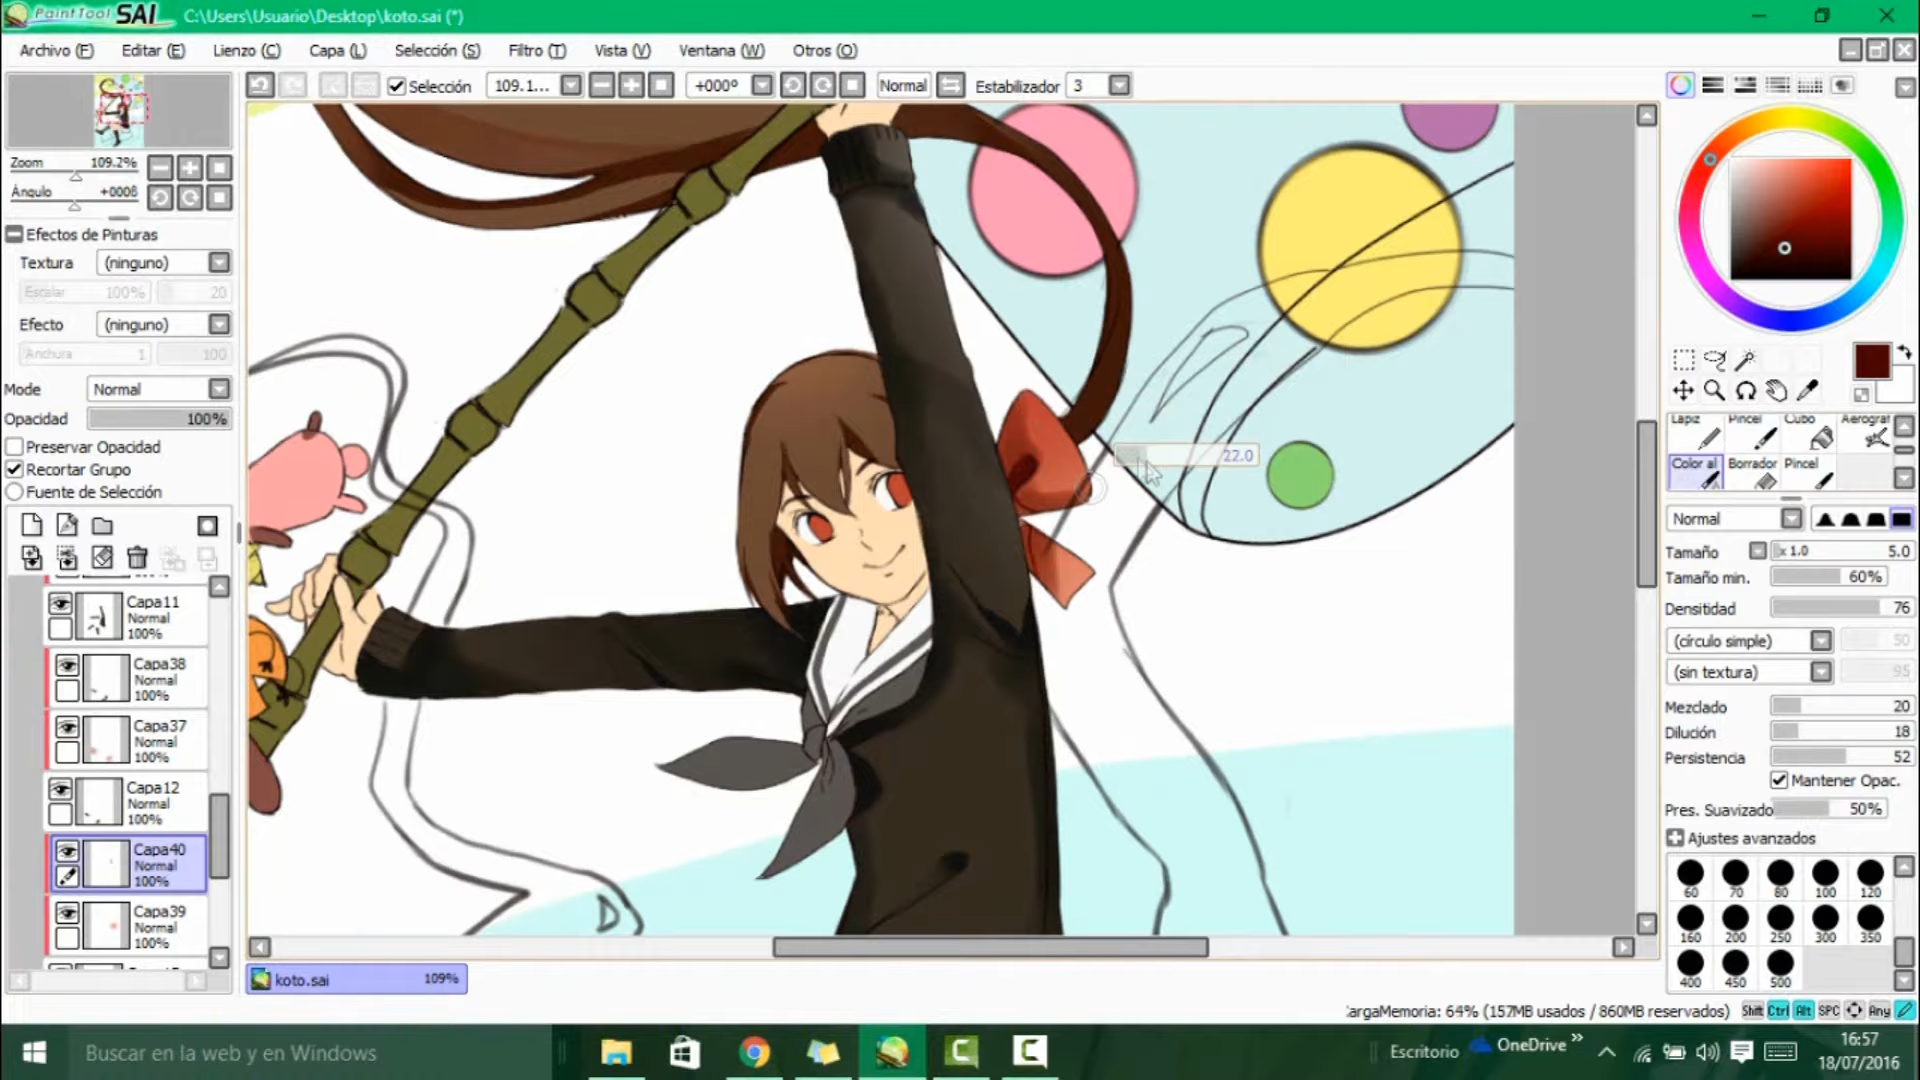 PaintTool SAI C:\Users\Usuario\Desktop\koto.sai (*)
Archivo (F) Editar (E) Lienzo (C) Capa (L) Selección (S) Filtro (T) Vista (V) Ventana (W) Otros (O)
Selección 109.1... +000º Normal Estabilizador 3
Zoom 109.2%
Ángulo +000ß
Efectos de Pinturas
Textura (ninguno)
Escalar 100% 20
Efecto (ninguno)
Anchura 1 100
Mode Normal
Opacidad 100%
Preservar Opacidad
Recortar Grupo
Fuente de Selección
Capa11
Normal
100%
Capa38
Normal
100%
Capa37
Normal
100%
Capa12
Normal
100%
Capa40
Normal
100%
Capa39
Normal
100%
22.0
koto.sai 109%
Lapiz Pincel Cubo Aerograf
Color al Borrador Pincel
Normal
Tamaño x 1.0 5.0
Tamaño min. 60%
Densitidad 76
(círculo simple) 50
(sin textura) 95
Mezclado 20
Dilución 18
Persistencia 52
Mantener Opac.
Pres. Suavizado 50%
Ajustes avanzados
60 70 80 100 120
160 200 250 300 350
400 450 500
CargaMemoria: 64% (157MB usados / 860MB reservados) Shift Ctrl Alt SPC Any
Buscar en la web y en Windows
Escritorio OneDrive »
16:57
18/07/2016